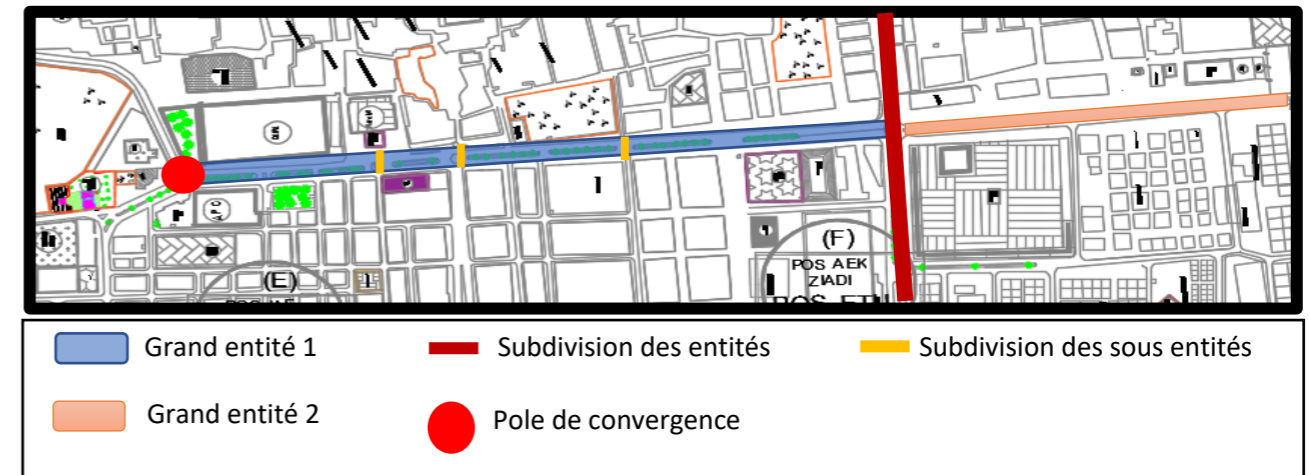 (F)
POS AEK
ZIADI
(E)
Grand entité 1
Subdivision des entités
Subdivision des sous entités
Grand entité 2
Pole de convergence